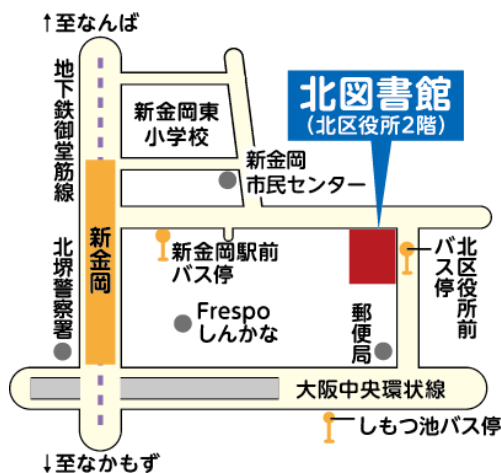 ↑至なんば
地下鉄御堂筋線
新金岡東
小学校
北図書館
(北区役所2階)
新金岡
市民センター
新金岡
新金岡駅前
バス停
北区役所前
バス停
北堺警察署
Frespo
しんかな
郵便局
大阪中央環状線
しもつ池バス停
↓至なかもず